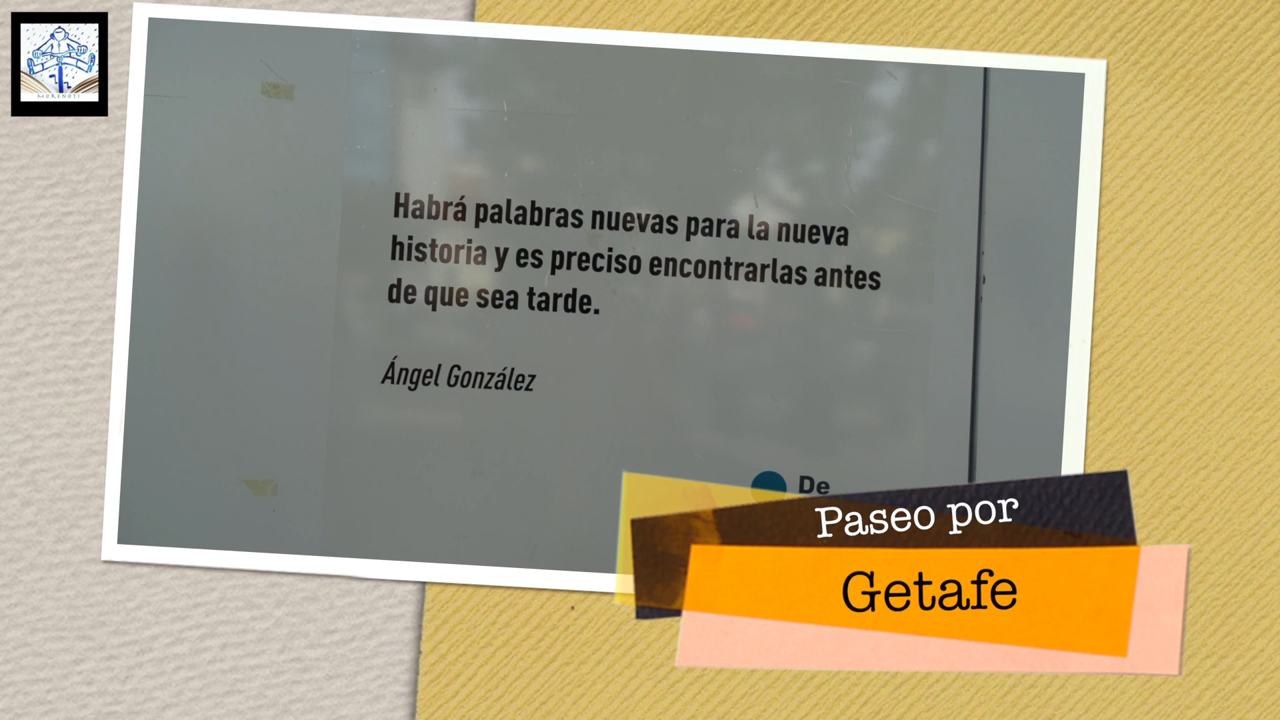 MORENOTI
Habrá palabras nuevas para la nueva
historia y es preciso encontrarlas antes
de que sea tarde.
Ángel González
De
Paseo por
Getafe